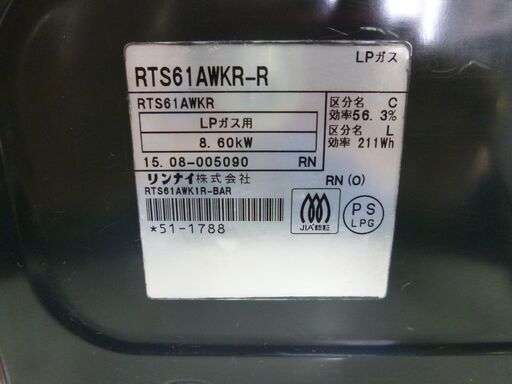 LPガス
RTS61AWKR-R
RTS61AWKR
LPガス用
8.60kW
15.08-005090 RN
区分名 C
効率56.3%
区分名 L
効率 211Wh
リンナイ株式会社
RN(O)
RTS61AWK1R-BAR
*51-1788
JIA認証
PS
LPG